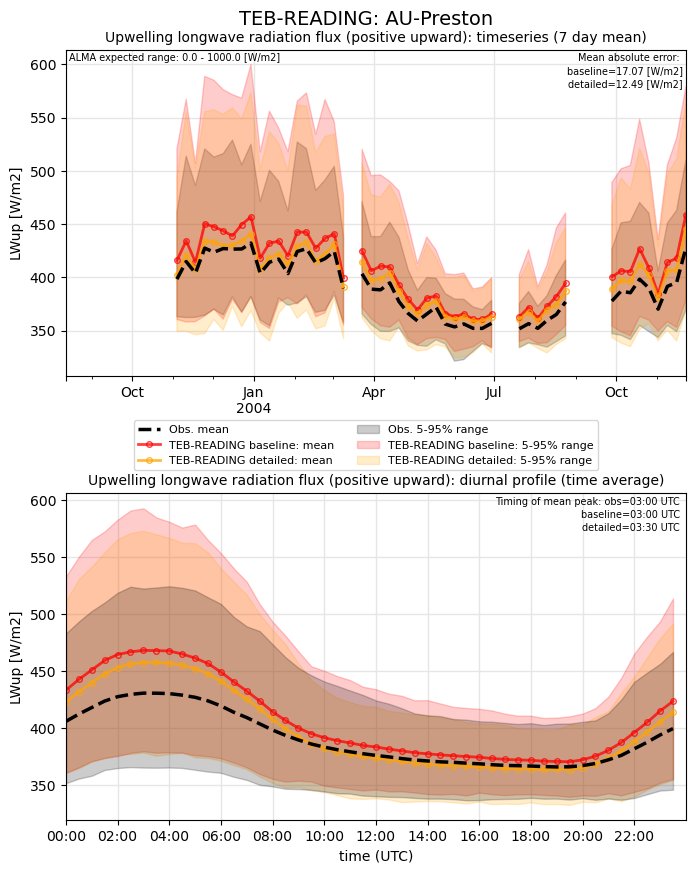 TEB-READING: AU-Preston
Upwelling longwave radiation flux (positive upward): timeseries (7 day mean)
ALMA expected range: 0.0 - 1000.0 [W/m2]
Mean absolute error:
baseline=17.07 [W/m2]
detailed=12.49 [W/m2]
600
550
500
450
400
350
LWup [W/m2]
Oct Jan Apr Jul Oct
2004
Obs. mean
TEB-READING baseline: mean
TEB-READING detailed: mean
Obs. 5-95% range
TEB-READING baseline: 5-95% range
TEB-READING detailed: 5-95% range
Upwelling longwave radiation flux (positive upward): diurnal profile (time average)
Timing of mean peak: obs=03:00 UTC
baseline=03:00 UTC
detailed=03:30 UTC
600
550
500
450
400
350
LWup [W/m2]
00:00 02:00 04:00 06:00 08:00 10:00 12:00 14:00 16:00 18:00 20:00 22:00
time (UTC)